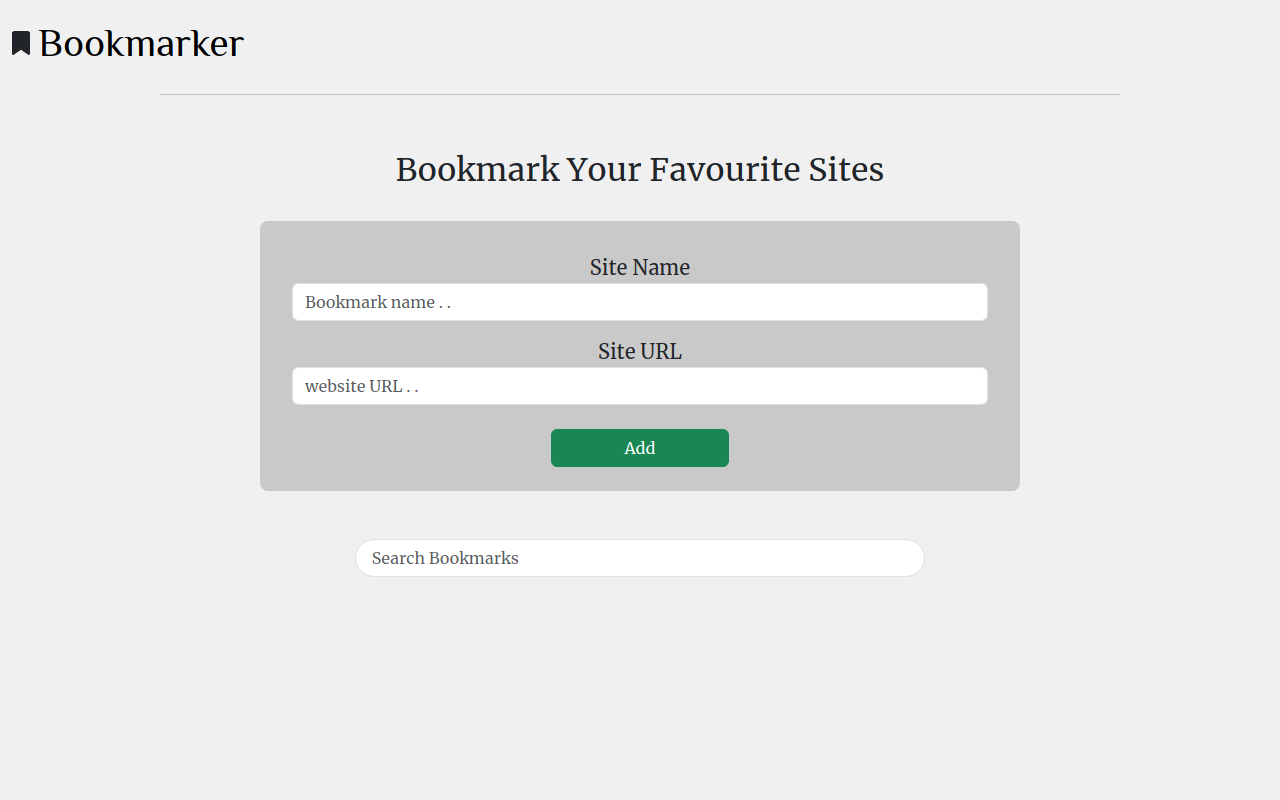 Bookmarker
Bookmark Your Favourite Sites
Site Name
Bookmark name . .
Site URL
website URL . .
Add
Search Bookmarks